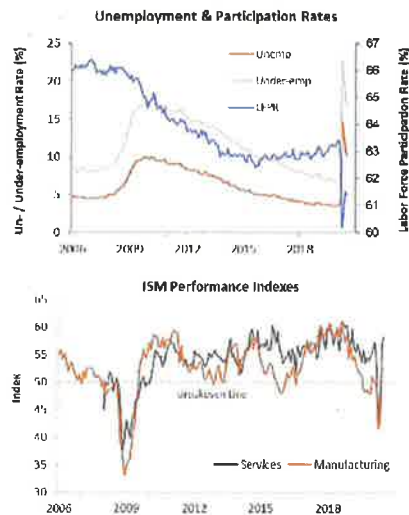 Unemployment & Participation Rates
Un- / Under-employment Rate (%)
Labor Force Participation Rate (%)
25
20
15
10
5
0
67
66
65
64
63
62
61
60
Unemp
Under-emp
LFPR
2006
2009
2012
2015
2018
ISM Performance Indexes
Index
65
60
55
50
45
40
35
30
Breakeven Line
Services
Manufacturing
2006
2009
2012
2015
2018